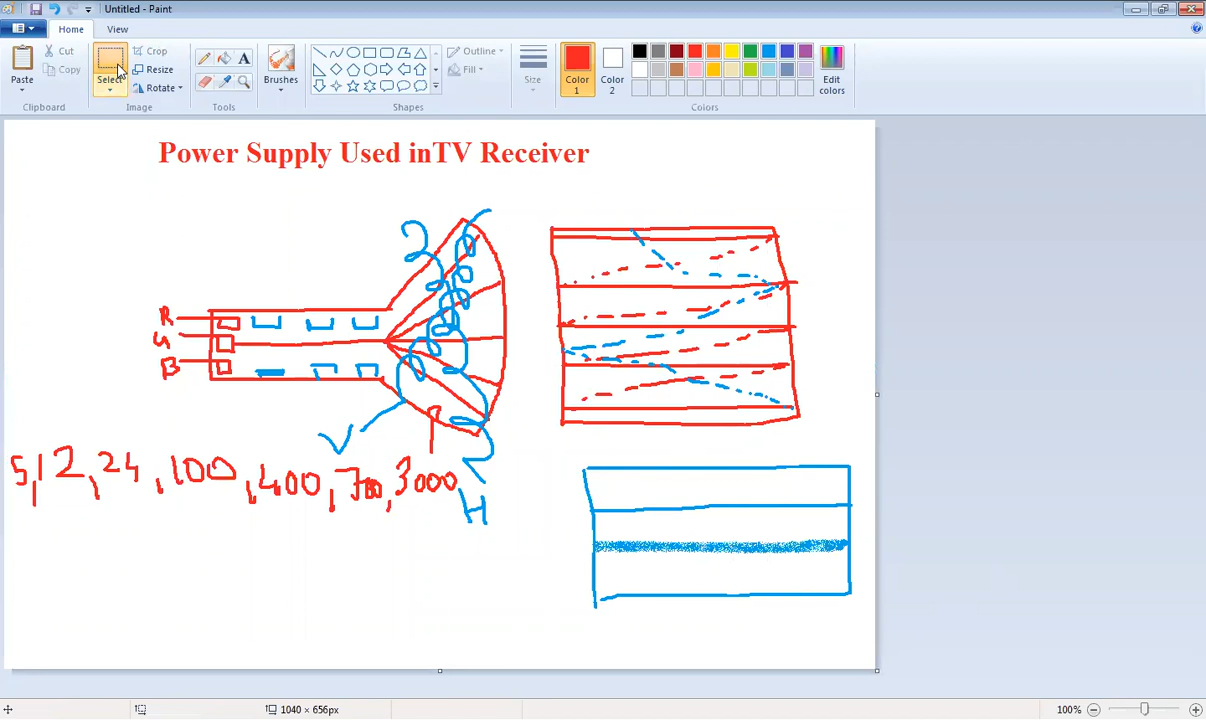 Untitled - Paint
Home View
Paste
Cut
Copy
Clipboard
Select
Crop
Resize
Rotate
Image
Tools
Brushes
Shapes
Outline
Fill
Size
Color 1
Color 2
Edit colors
Colors
Power Supply Used inTV Receiver
R
G
B
V
H
5, 12, 24, 100, 400, 700, 3000
1040 × 656px
100%